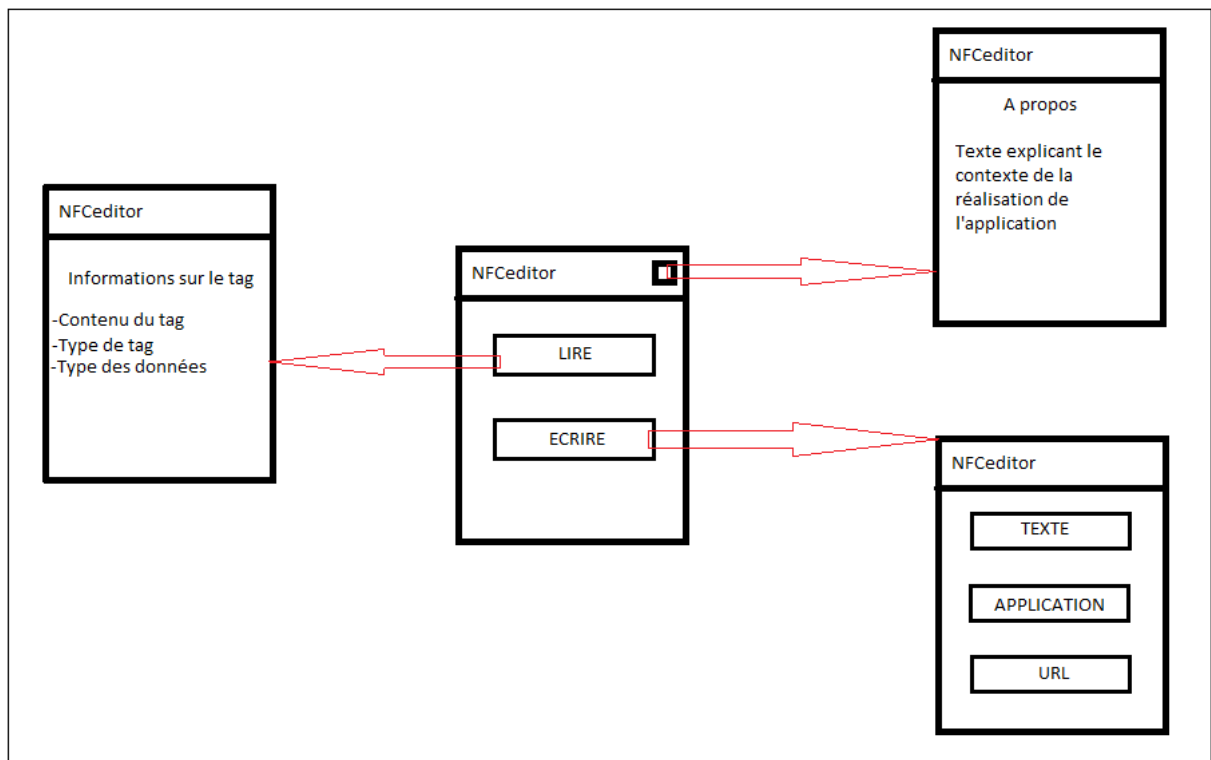 NFCeditor
Informations sur le tag
-Contenu du tag
-Type de tag
-Type des données
NFCeditor
LIRE
ECRIRE
NFCeditor
A propos
Texte explicant le
contexte de la
réalisation de
l'application
NFCeditor
TEXTE
APPLICATION
URL